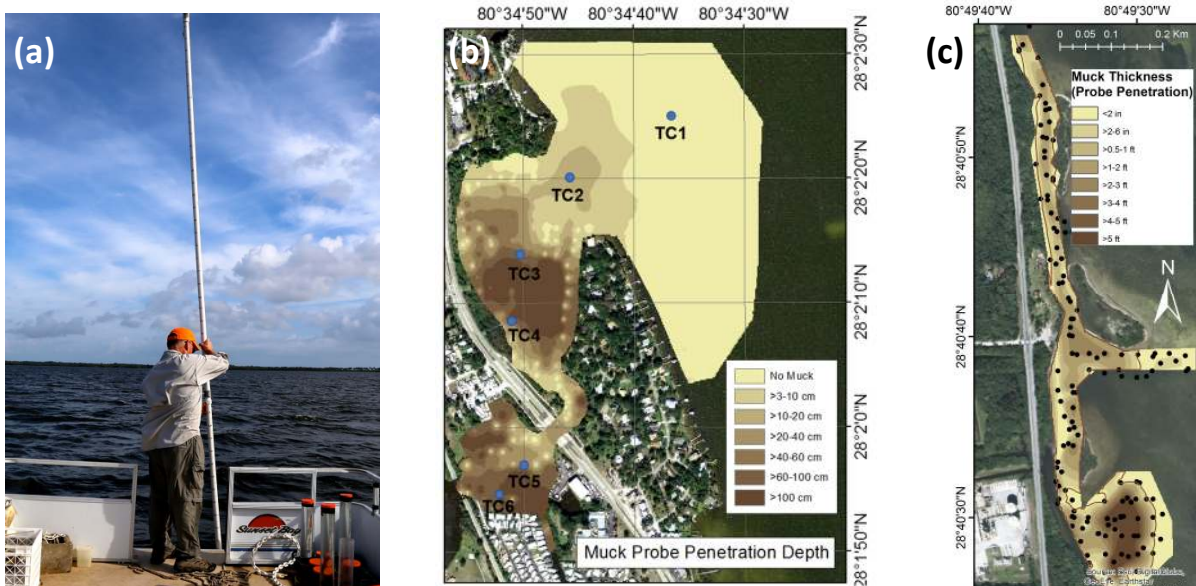 (a)
Sunset Bay
(b)
80°34'50"W
80°34'40"W
80°34'30"W
28°2'30"N
28°2'20"N
28°2'10"N
28°2'0"N
28°1'50"N
TC1
TC2
TC3
TC4
TC5
TC6
No Muck
>3-10 cm
>10-20 cm
>20-40 cm
>40-60 cm
>60-100 cm
>100 cm
Muck Probe Penetration Depth
(c)
80°49'40"W
80°49'30"W
0 0.05 0.1 0.2 Km
Muck Thickness
(Probe Penetration)
<2 in
>2-6 in
>0.5-1 ft
>1-2 ft
>2-3 ft
>3-4 ft
>4-5 ft
>5 ft
N
28°40'50"N
28°40'40"N
28°40'30"N